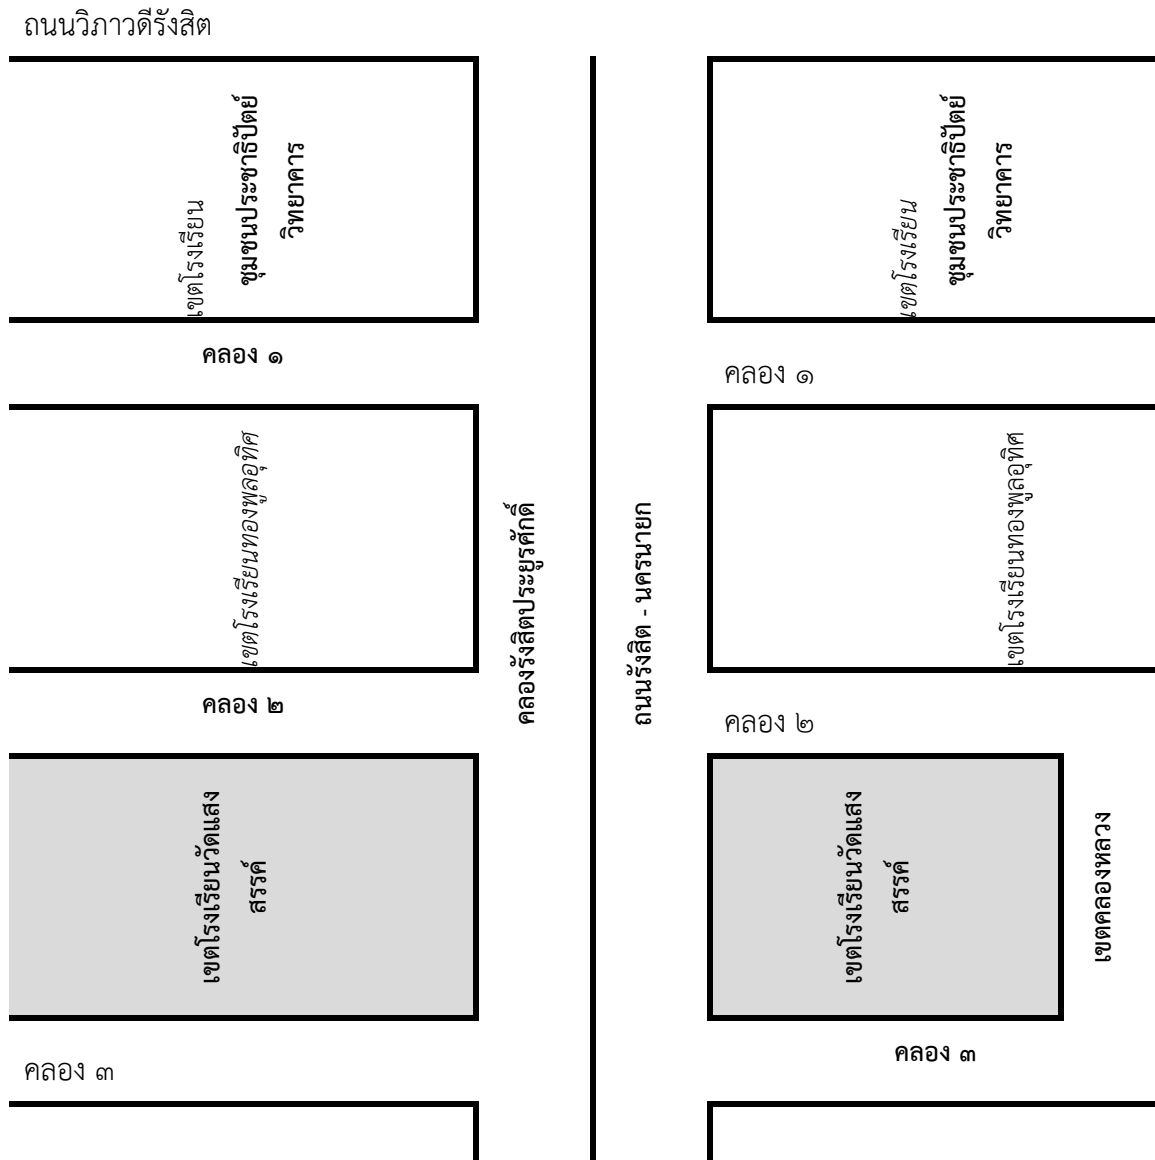 ถนนวิภาวดีรังสิต
เขตโรงเรียน
ชุมชนประชาธิปัตย์
วิทยาคาร
เขตโรงเรียน
ชุมชนประชาธิปัตย์
วิทยาคาร
คลอง ๑
คลอง ๑
เขตโรงเรียนทองพูลอุทิศ
คลองรังสิตประยูรศักดิ์
ถนนรังสิต - นครนายก
เขตโรงเรียนทองพูลอุทิศ
คลอง ๒
คลอง ๒
เขตโรงเรียนวัดแสง
สรรค์
เขตโรงเรียนวัดแสง
สรรค์
เขตคลองหลวง
คลอง ๓
คลอง ๓